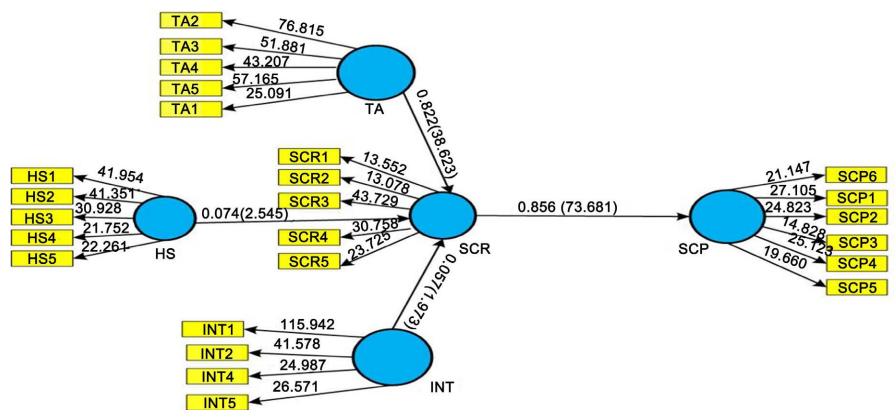 TA2
76.815
TA3
51.881
TA4
43.207
TA5
57.165
TA1
25.091
TA
0.822(38.623)
HS1
41.954
HS2
41.351
HS3
30.928
HS4
21.752
HS5
22.261
HS
0.074(2.545)
SCR1
13.552
SCR2
13.078
SCR3
43.729
SCR4
30.758
SCR5
23.725
SCR
0.856 (73.681)
SCP
21.147
SCP6
27.105
SCP1
24.823
SCP2
14.828
SCP3
25.123
SCP4
19.660
SCP5
0.057(1.973)
INT1
115.942
INT2
41.578
INT4
24.987
INT5
26.571
INT